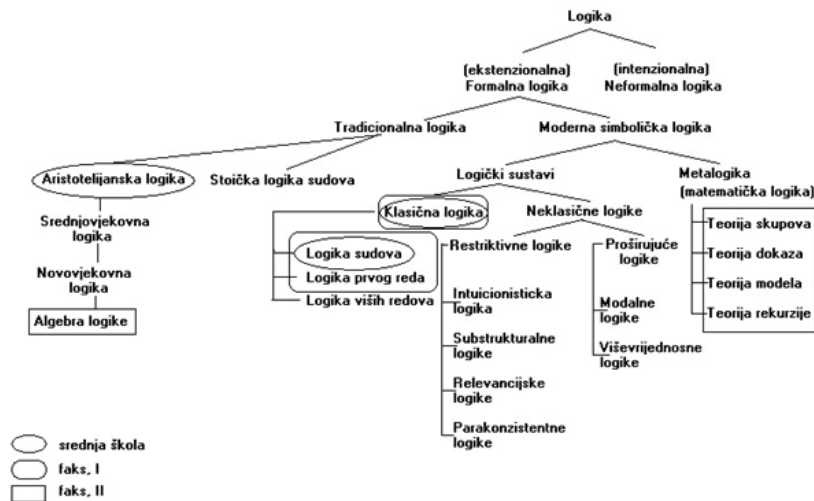 Logika
(ekstenzionalna)
Formalna logika
(intenzionalna)
Neformalna logika
Tradicionalna logika
Moderna simbolička logika
Aristotelijanska logika
Stoička logika sudova
Logički sustavi
Metalogika
(matematička logika)
Srednjovjekovna
logika
Novovjekovna
logika
Algebra logike
Klasična logika
Neklasične logike
Logika sudova
Logika prvog reda
Logika viših redova
Restriktivne logike
Intuicionisticka
logika
Substrukturalne
logike
Relevancijske
logike
Parakonzistentne
logike
Proširujuće
logike
Modalne
logike
Viševrijednosne
logike
Teorija skupova
Teorija dokaza
Teorija modela
Teorija rekurzije
srednja škola
faks, I
faks, II